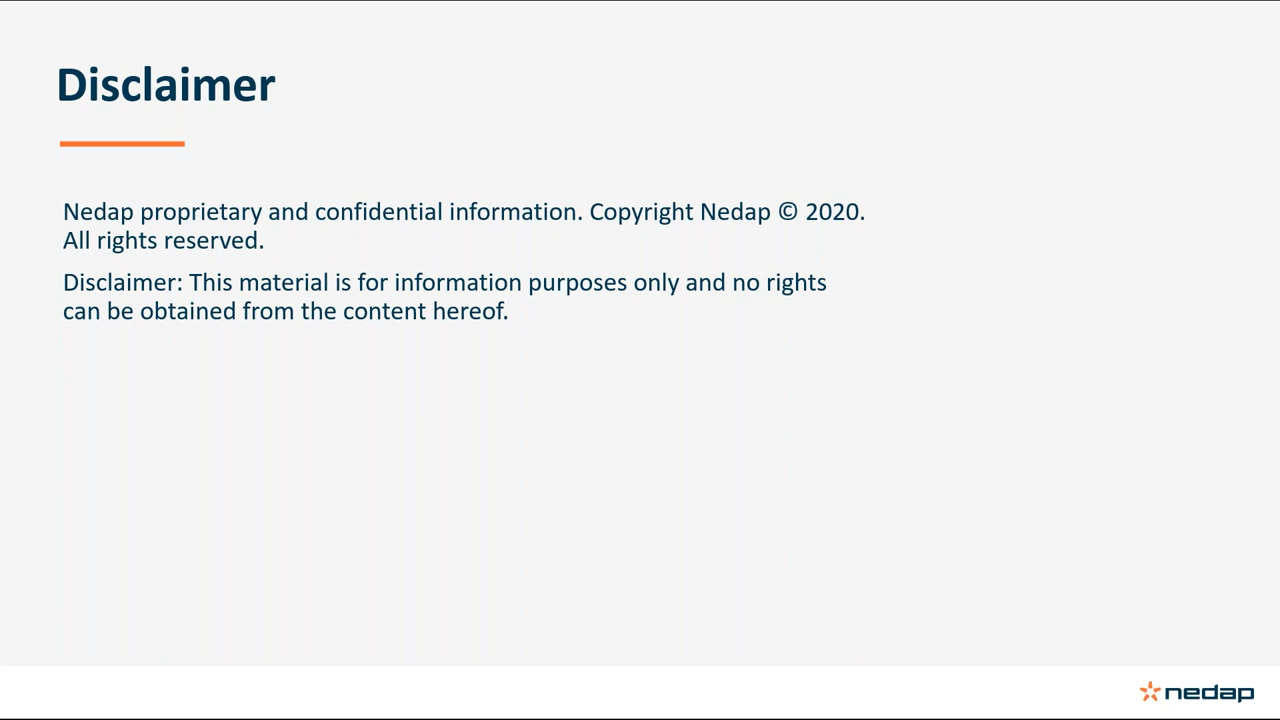 Disclaimer
Nedap proprietary and confidential information. Copyright Nedap © 2020.
All rights reserved.
Disclaimer: This material is for information purposes only and no rights
can be obtained from the content hereof.
nedap